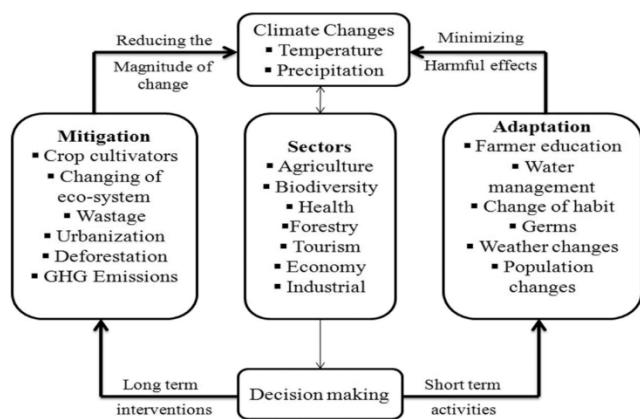 Climate Changes
▪ Temperature
▪ Precipitation
Reducing the
Magnitude of
change
Minimizing
Harmful effects
Mitigation
▪ Crop cultivators
▪ Changing of
eco-system
▪ Wastage
▪ Urbanization
▪ Deforestation
▪ GHG Emissions
Sectors
▪ Agriculture
▪ Biodiversity
▪ Health
▪ Forestry
▪ Tourism
▪ Economy
▪ Industrial
Adaptation
▪ Farmer education
▪ Water
management
▪ Change of habit
▪ Germs
▪ Weather changes
▪ Population
changes
Long term
interventions
Decision making
Short term
activities